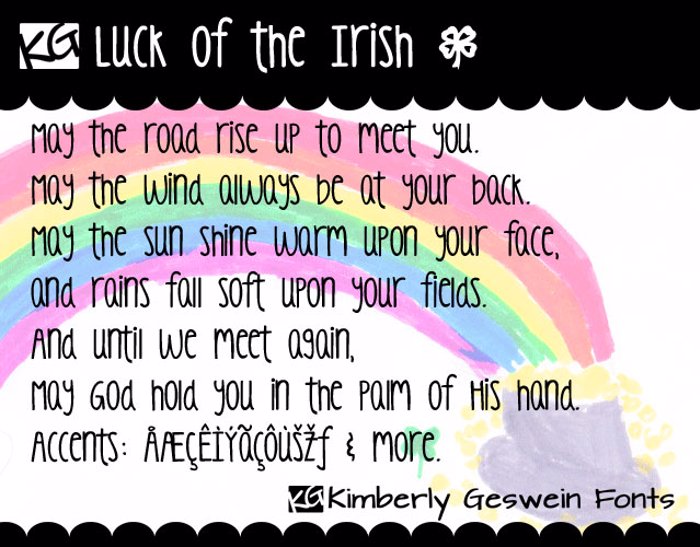 KG Luck of the Irish
May the road rise up to meet you.
May the wind always be at your back.
May the sun shine warm upon your face,
and rains fall soft upon your fields.
And until we meet again,
May God hold you in the palm of His hand.
Accents: ÅÆçÊÌÝãçôùšžƒ & more.
KG Kimberly Geswein Fonts